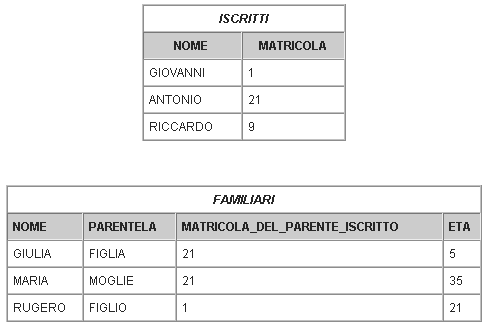 ISCRITTI
NOME MATRICOLA
GIOVANNI 1
ANTONIO 21
RICCARDO 9
FAMILIARI
NOME PARENTELA MATRICOLA_DEL_PARENTE_ISCRITTO ETA
GIULIA FIGLIA 21 5
MARIA MOGLIE 21 35
RUGERO FIGLIO 1 21